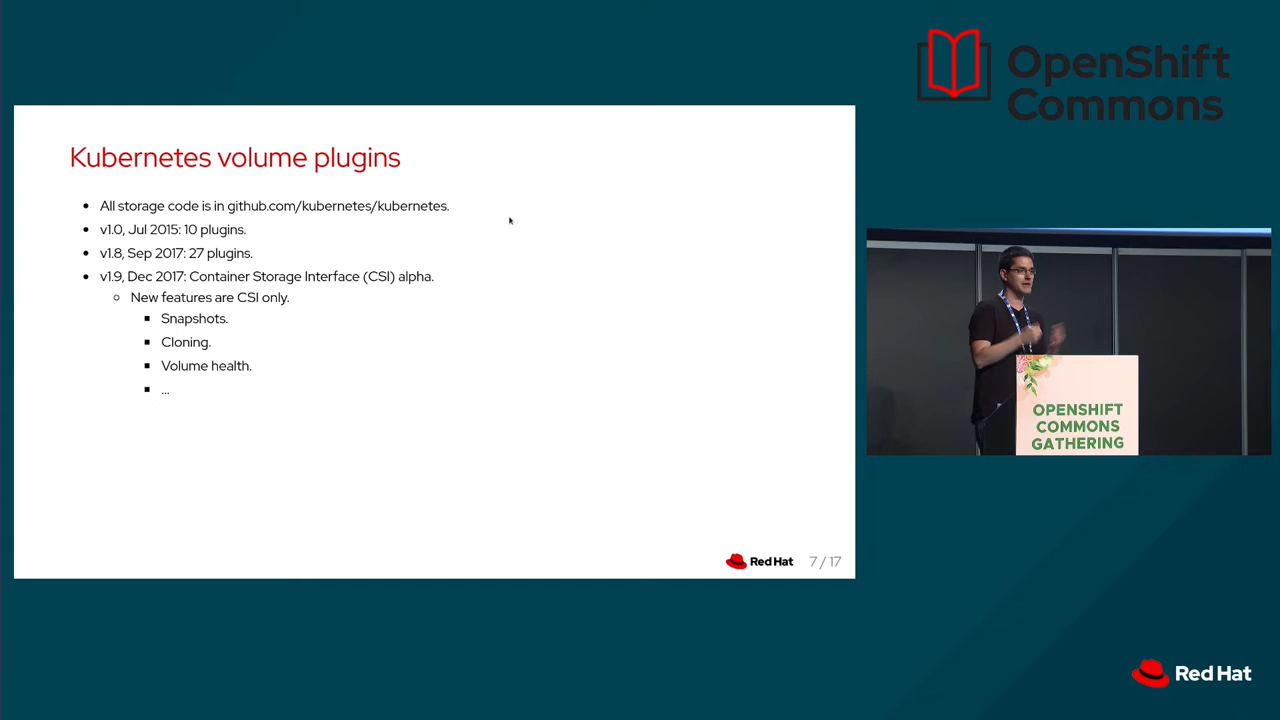 OpenShift
Commons
Kubernetes volume plugins
• All storage code is in github.com/kubernetes/kubernetes.
• v1.0, Jul 2015: 10 plugins.
• v1.8, Sep 2017: 27 plugins.
• v1.9, Dec 2017: Container Storage Interface (CSI) alpha.
○ New features are CSI only.
■ Snapshots.
■ Cloning.
■ Volume health.
■ ...
Red Hat 7 / 17
OPENSHIFT
COMMONS
GATHERING
Red Hat